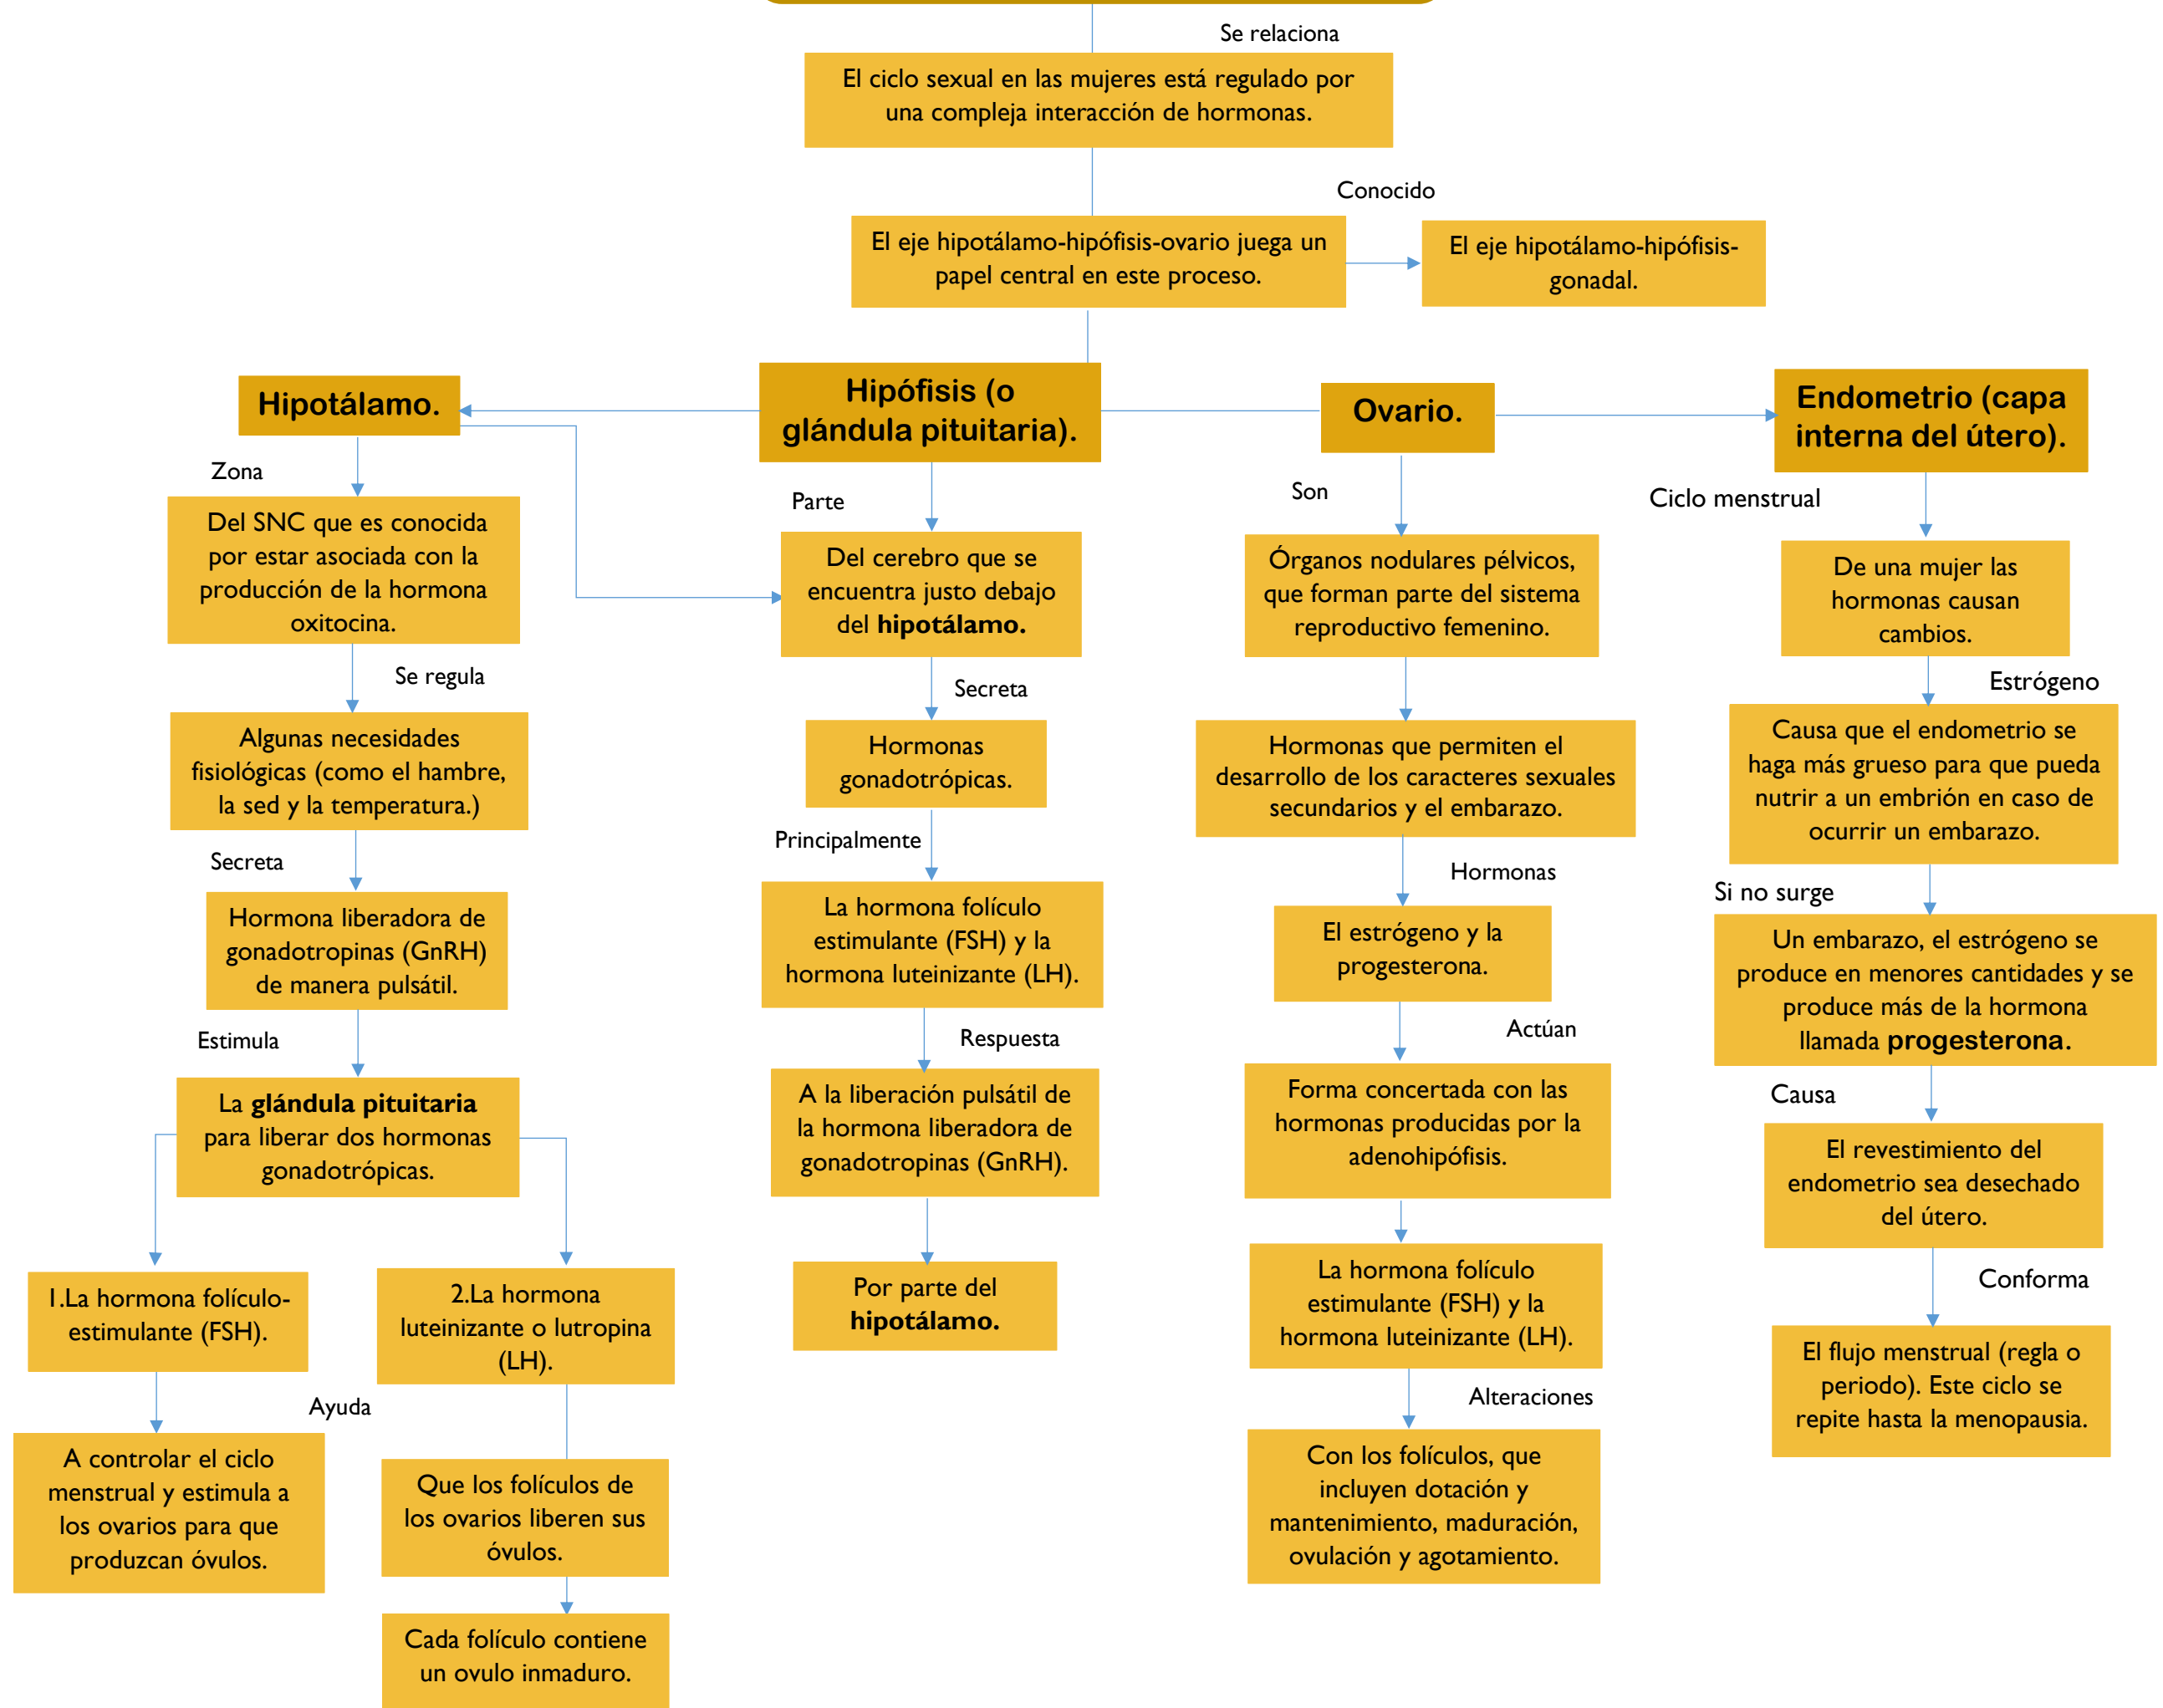 Se relaciona
El ciclo sexual en las mujeres está regulado por
una compleja interacción de hormonas.
Conocido
El eje hipotálamo-hipófisis-ovario juega un
papel central en este proceso.
El eje hipotálamo-hipófisis-
gonadal.
Hipotálamo.
Zona
Del SNC que es conocida
por estar asociada con la
producción de la hormona
oxitocina.
Se regula
Algunas necesidades
fisiológicas (como el hambre,
la sed y la temperatura.)
Secreta
Hormona liberadora de
gonadotropinas (GnRH)
de manera pulsátil.
Estimula
La glándula pituitaria
para liberar dos hormonas
gonadotrópicas.
1.La hormona folículo-
estimulante (FSH).
Ayuda
A controlar el ciclo
menstrual y estimula a
los ovarios para que
produzcan óvulos.
2.La hormona
luteinizante o lutropina
(LH).
Que los folículos de
los ovarios liberen sus
óvulos.
Cada folículo contiene
un ovulo inmaduro.
Hipófisis (o
glándula pituitaria).
Parte
Del cerebro que se
encuentra justo debajo
del hipotálamo.
Secreta
Hormonas
gonadotrópicas.
Principalmente
La hormona folículo
estimulante (FSH) y la
hormona luteinizante (LH).
Respuesta
A la liberación pulsátil de
la hormona liberadora de
gonadotropinas (GnRH).
Por parte del
hipotálamo.
Ovario.
Son
Órganos nodulares pélvicos,
que forman parte del sistema
reproductivo femenino.
Hormonas que permiten el
desarrollo de los caracteres sexuales
secundarios y el embarazo.
Hormonas
El estrógeno y la
progesterona.
Actúan
Forma concertada con las
hormonas producidas por la
adenohipófisis.
La hormona folículo
estimulante (FSH) y la
hormona luteinizante (LH).
Alteraciones
Con los folículos, que
incluyen dotación y
mantenimiento, maduración,
ovulación y agotamiento.
Endometrio (capa
interna del útero).
Ciclo menstrual
De una mujer las
hormonas causan
cambios.
Estrógeno
Causa que el endometrio se
haga más grueso para que pueda
nutrir a un embrión en caso de
ocurrir un embarazo.
Si no surge
Un embarazo, el estrógeno se
produce en menores cantidades y se
produce más de la hormona
llamada progesterona.
Causa
El revestimiento del
endometrio sea desechado
del útero.
Conforma
El flujo menstrual (regla o
periodo). Este ciclo se
repite hasta la menopausia.